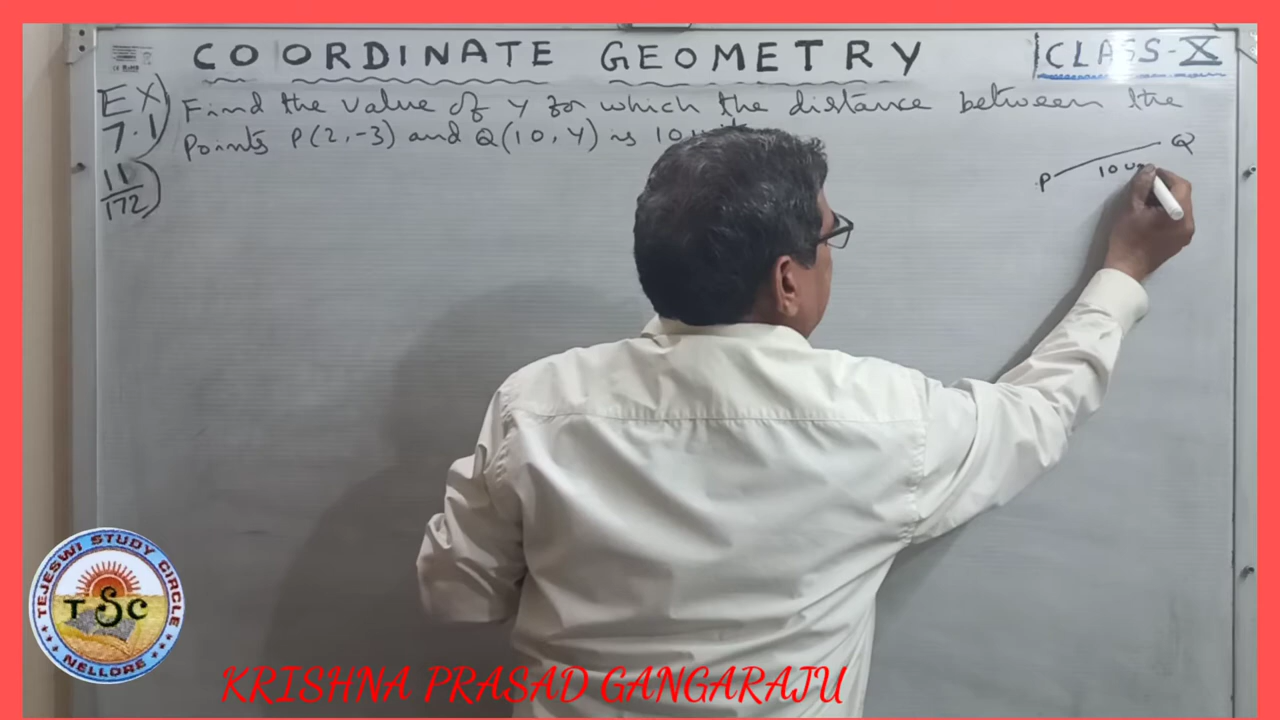 COORDINATE GEOMETRY
CLASS-X
EX
7.1)
11/172)
Find the value of y for which the distance between the
Points P(2,-3) and Q(10, Y) is 10
P
10 u
Q
TEJESWI STUDY CIRCLE
TSC
NELLORE
KRISHNA PRASAD GANGARAJU